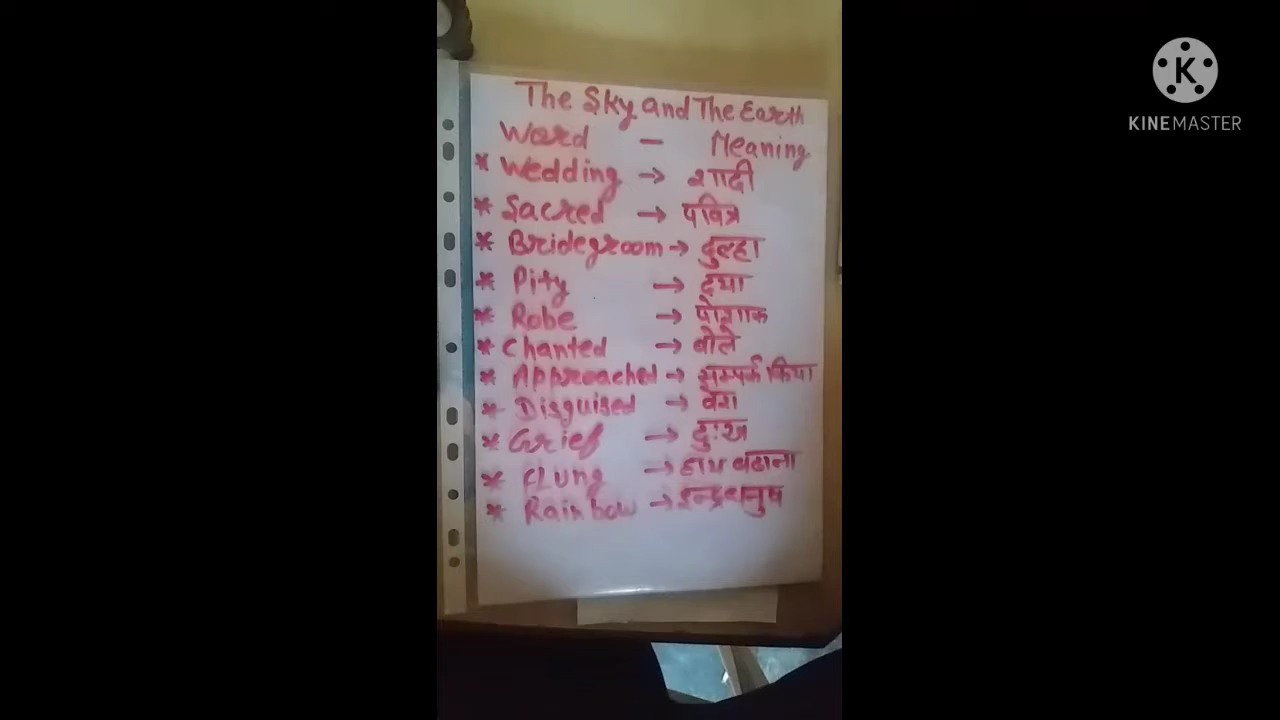 The Sky and The Earth
Word - Meaning
* Wedding → शादी
* Sacred → पवित्र
* Bridegroom → दुल्हा
* Pity → दया
* Robe → पोशाक
* Chanted → बोले
* Approached → सम्पर्क किया
* Disguised → वेश
* Grief → दुःख
* Flung → हाथ बढाना
* Rainbow → इन्द्रधनुष
K
KINEMASTER